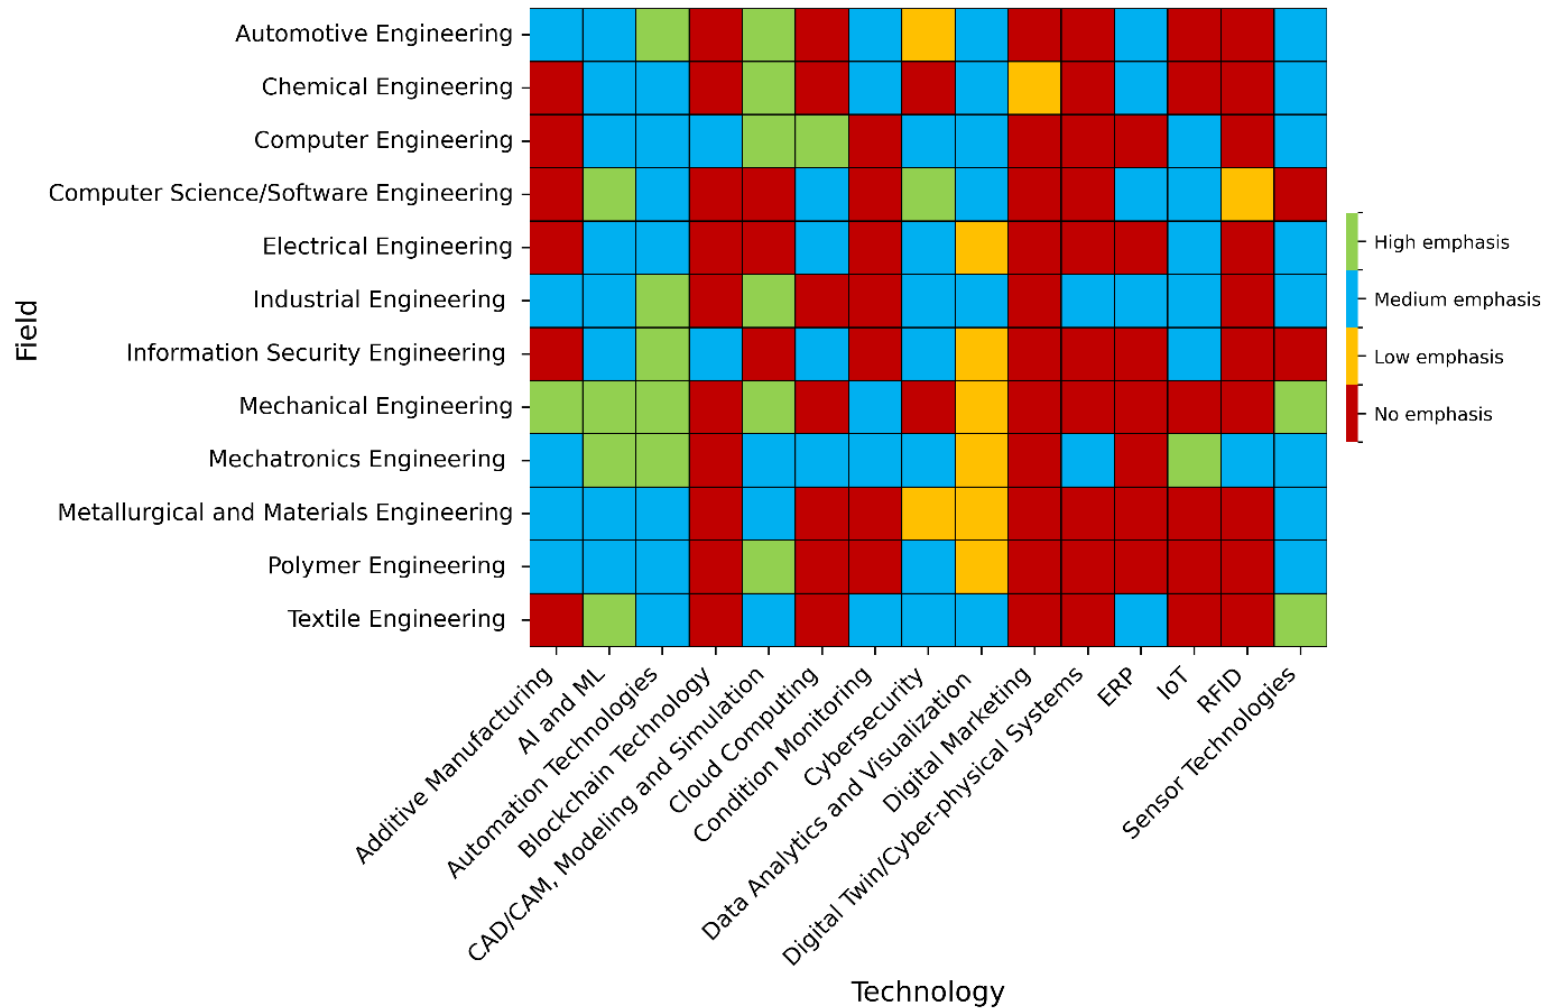 Automotive Engineering
Chemical Engineering
Computer Engineering
Computer Science/Software Engineering
Electrical Engineering
Industrial Engineering
Information Security Engineering
Mechanical Engineering
Mechatronics Engineering
Metallurgical and Materials Engineering
Polymer Engineering
Textile Engineering
Field
High emphasis
Medium emphasis
Low emphasis
No emphasis
Additive Manufacturing
AI and ML
Automation Technologies
Blockchain Technology
CAD/CAM, Modeling and Simulation
Cloud Computing
Condition Monitoring
Cybersecurity
Data Analytics and Visualization
Digital Marketing
Digital Twin/Cyber-physical Systems
ERP
IoT
RFID
Sensor Technologies
Technology